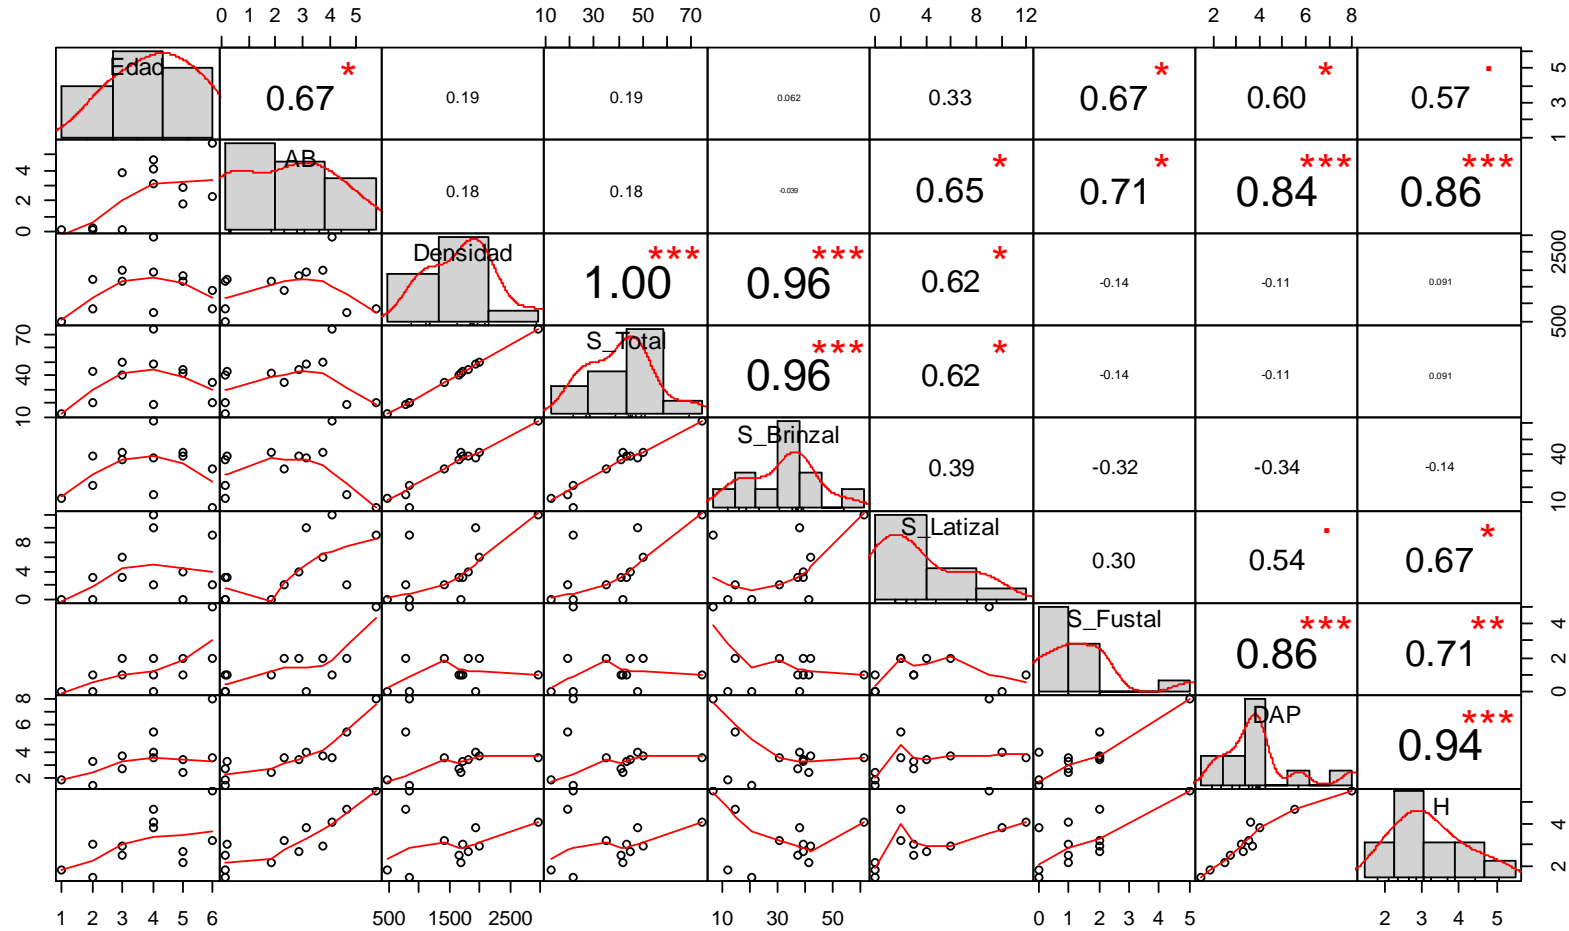 0 1 2 3 4 5 10 30 50 70 0 4 8 12 2 4 6 8
Edad 0.67 * 0.19 0.19 0.062 0.33 0.67 * 0.60 * 0.57 . 1 3 5
0 2 4 AB 0.18 0.18 -0.039 0.65 * 0.71 * 0.84 *** 0.86 ***
Densidad 1.00 *** 0.96 *** 0.62 * -0.14 -0.11 0.091 500 2500
10 40 70 S_Total 0.96 *** 0.62 * -0.14 -0.11 0.091
S_Brinzal 0.39 -0.32 -0.34 -0.14 10 40
0 4 8 S_Latizal 0.30 0.54 . 0.67 *
S_Fustal 0.86 *** 0.71 ** 0 2 4
2 4 6 8 DAP 0.94 ***
H 2 4
1 2 3 4 5 6 500 1500 2500 10 30 50 0 1 2 3 4 5 2 3 4 5